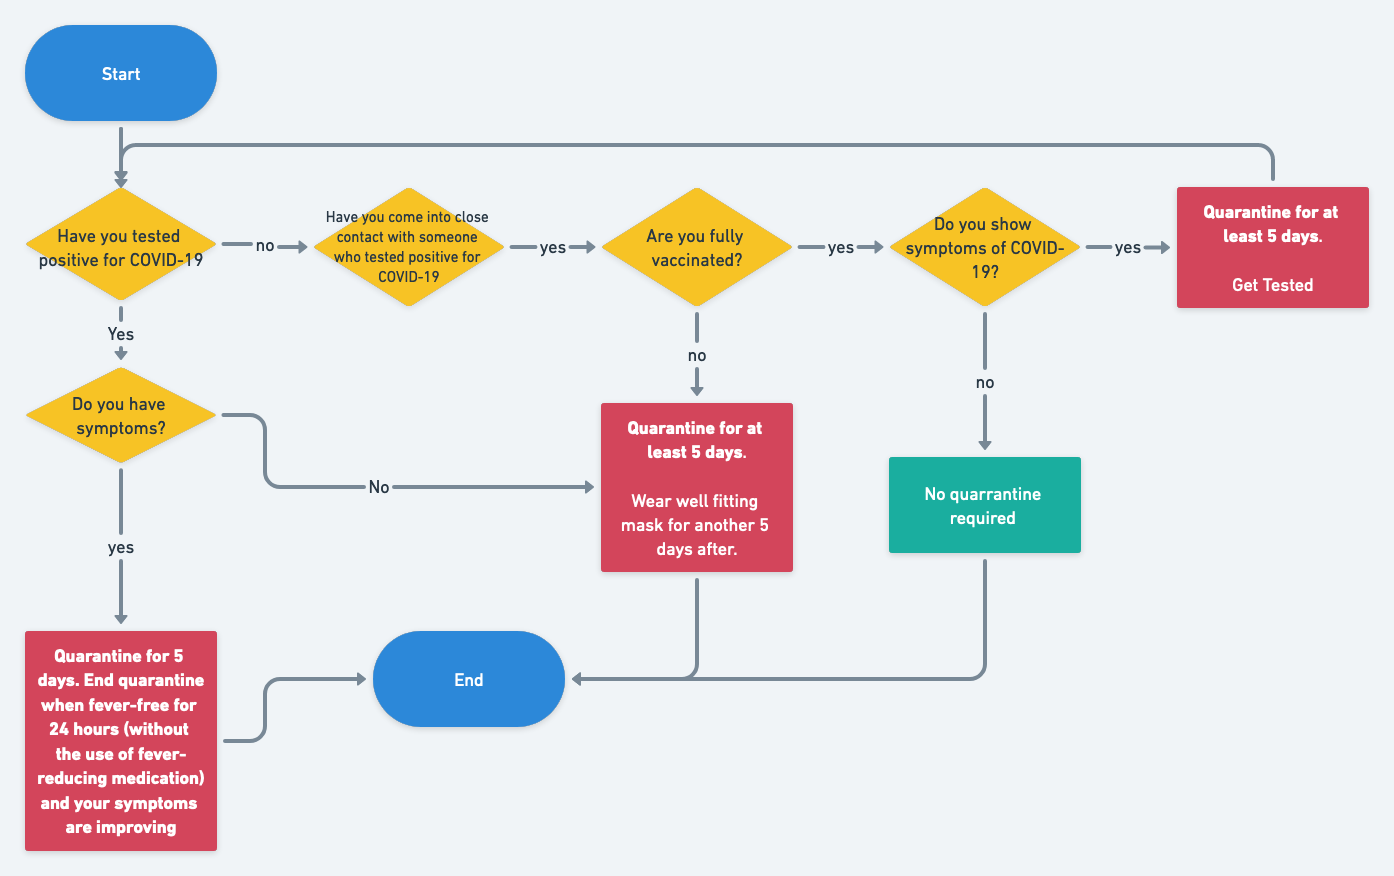 Start
Have you tested
positive for COVID-19
no
Have you come into close
contact with someone
who tested positive for
COVID-19
yes
Are you fully
vaccinated?
yes
Do you show
symptoms of COVID-
19?
yes
Quarantine for at
least 5 days.
Get Tested
Yes
no
no
Do you have
symptoms?
No
Quarantine for at
least 5 days.
Wear well fitting
mask for another 5
days after.
No quarrantine
required
yes
Quarantine for 5
days. End quarantine
when fever-free for
24 hours (without
the use of fever-
reducing medication)
and your symptoms
are improving
End